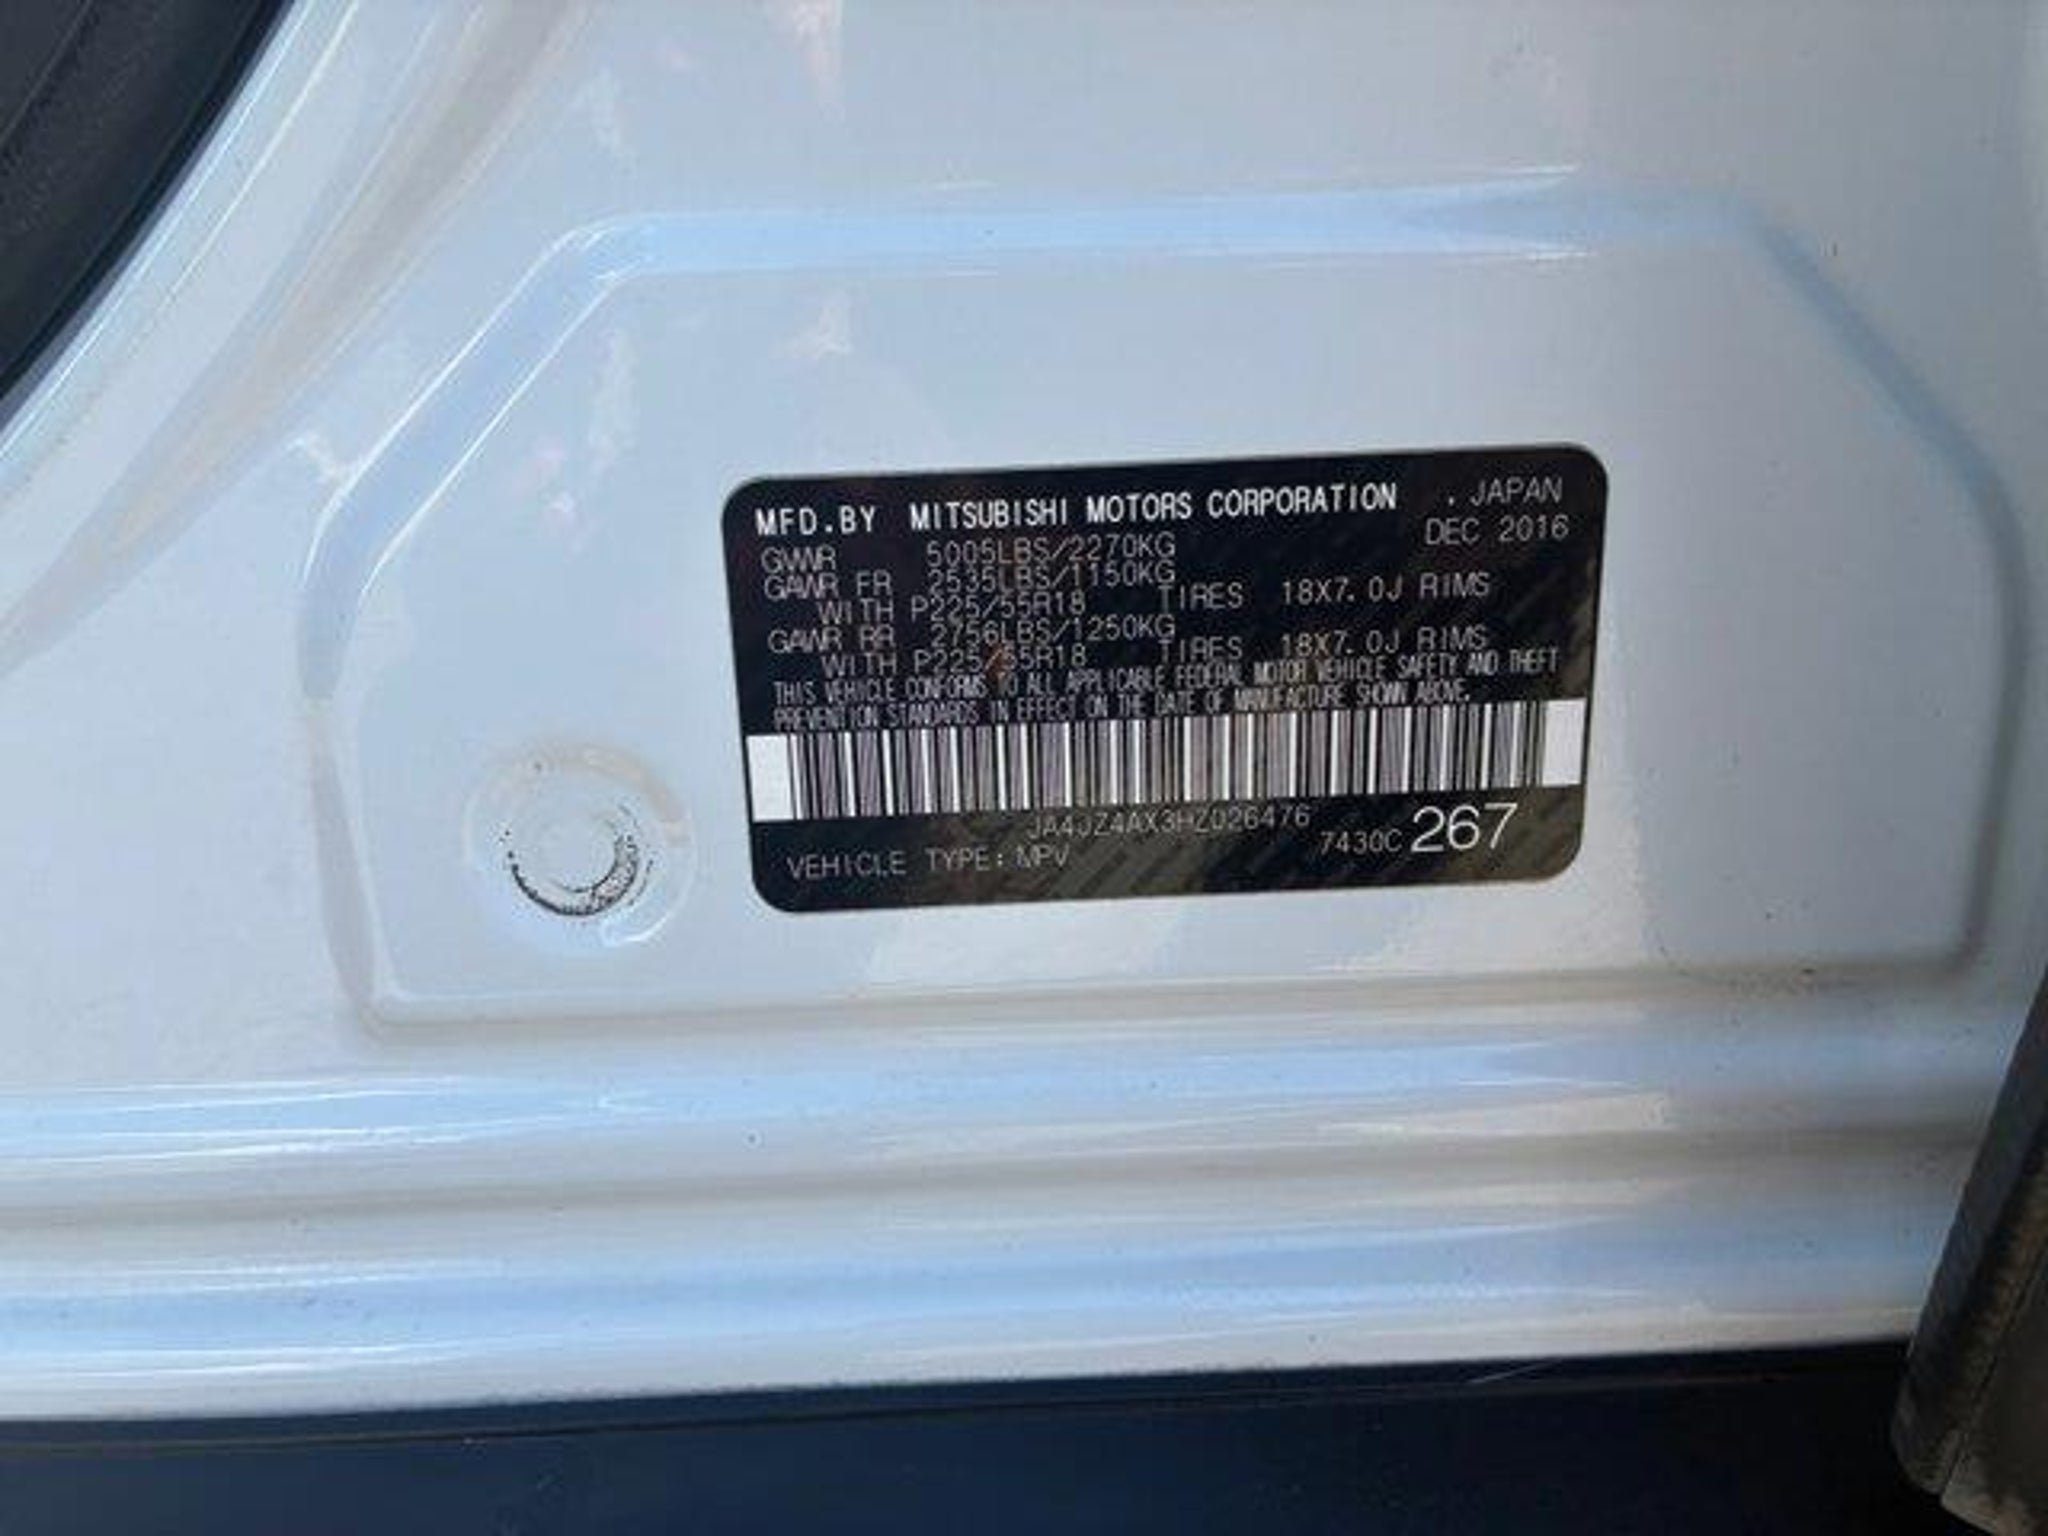 MFD.BY MITSUBISHI MOTORS CORPORATION . JAPAN
DEC 2016
GVWR 5005LBS/2270KG
GAWR FR 2535LBS/1150KG
WITH P225/55R18 TIRES 18X7.0J RIMS
GAWR RR 2756LBS/1250KG
WITH P225/55R18 TIRES 18X7.0J RIMS
THIS VEHICLE CONFORMS TO ALL APPLICABLE FEDERAL MOTOR VEHICLE SAFETY AND THEFT
PREVENTION STANDARDS IN EFFECT ON THE DATE OF MANUFACTURE SHOWN ABOVE.
JA4JZ4AX3HZ026476
VEHICLE TYPE: MPV 7430C 267